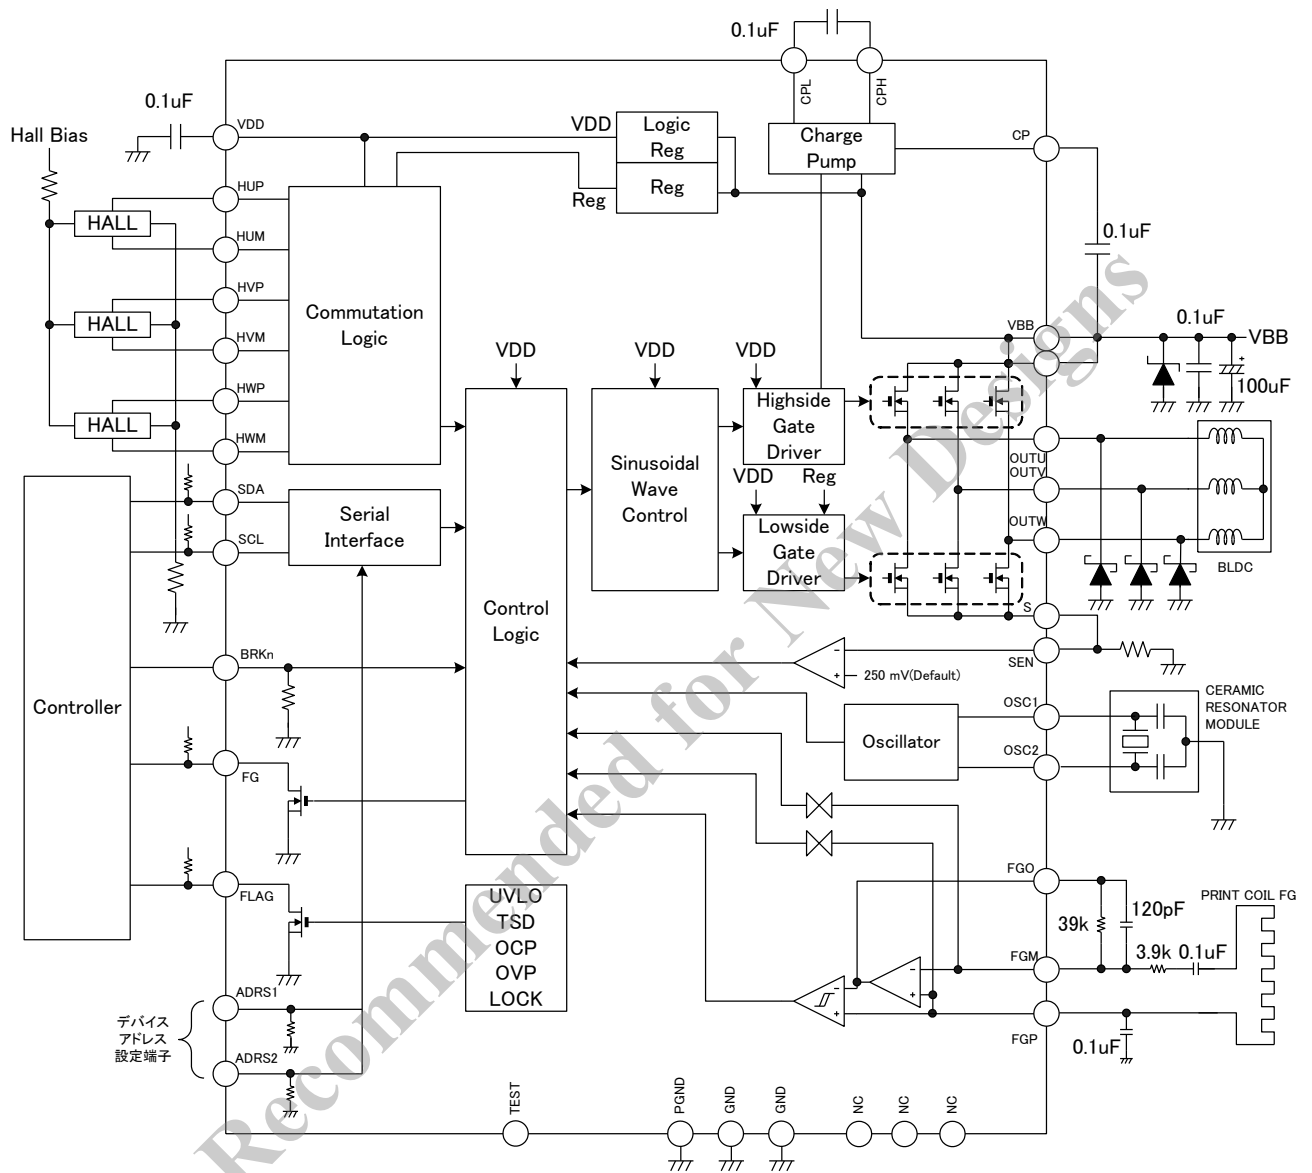 0.1uF
CPL
CPH
0.1uF
VDD
Hall Bias
VDD
Logic
Reg
Reg
Reg
Charge
Pump
CP
0.1uF
HUP
HALL
HUM
HVP
HALL
HVM
HWP
HALL
HWM
Commutation
Logic
VDD
VDD
VDD
VBB
0.1uF
VBB
100uF
Highside
Gate
Driver
OUTU
OUTV
OUTW
BLDC
VDD
Reg
Lowside
Gate
Driver
Sinusoidal
Wave
Control
SDA
SCL
Serial
Interface
Control
Logic
S
SEN
250 mV(Default)
BRKn
Controller
OSC1
OSC2
Oscillator
CERAMIC
RESONATOR
MODULE
FG
FLAG
UVLO
TSD
OCP
OVP
LOCK
FGO
39k
120pF
PRINT COIL FG
FGM
3.9k
0.1uF
FGP
0.1uF
ADRS1
デバイス
アドレス
設定端子
ADRS2
TEST
PGND
GND
GND
NC
NC
NC
Recommended for New Designs